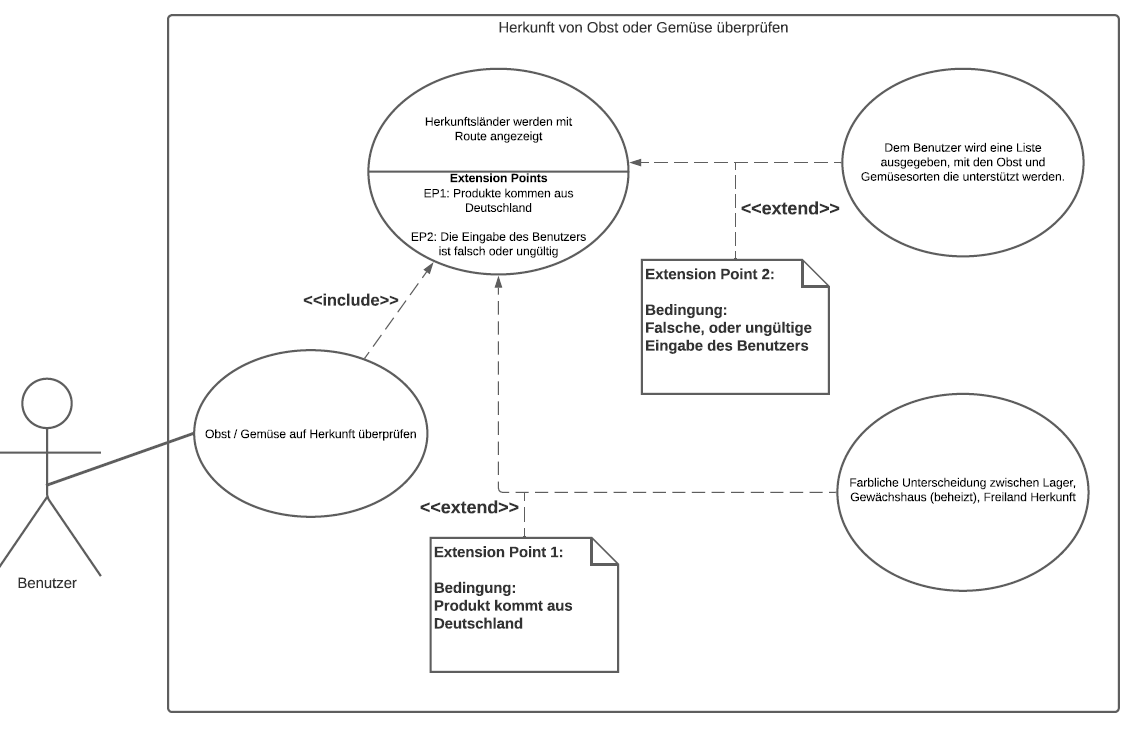 Herkunft von Obst oder Gemüse überprüfen
Herkunftsländer werden mit
Route angezeigt
Extension Points
EP1: Produkte kommen aus
Deutschland
EP2: Die Eingabe des Benutzers
ist falsch oder ungültig
Dem Benutzer wird eine Liste
ausgegeben, mit den Obst und
Gemüsesorten die unterstützt werden.
<<extend>>
Extension Point 2:
Bedingung:
Falsche, oder ungültige
Eingabe des Benutzers
<<include>>
Obst / Gemüse auf Herkunft überprüfen
Benutzer
Farbliche Unterscheidung zwischen Lager,
Gewächshaus (beheizt), Freiland Herkunft
<<extend>>
Extension Point 1:
Bedingung:
Produkt kommt aus
Deutschland